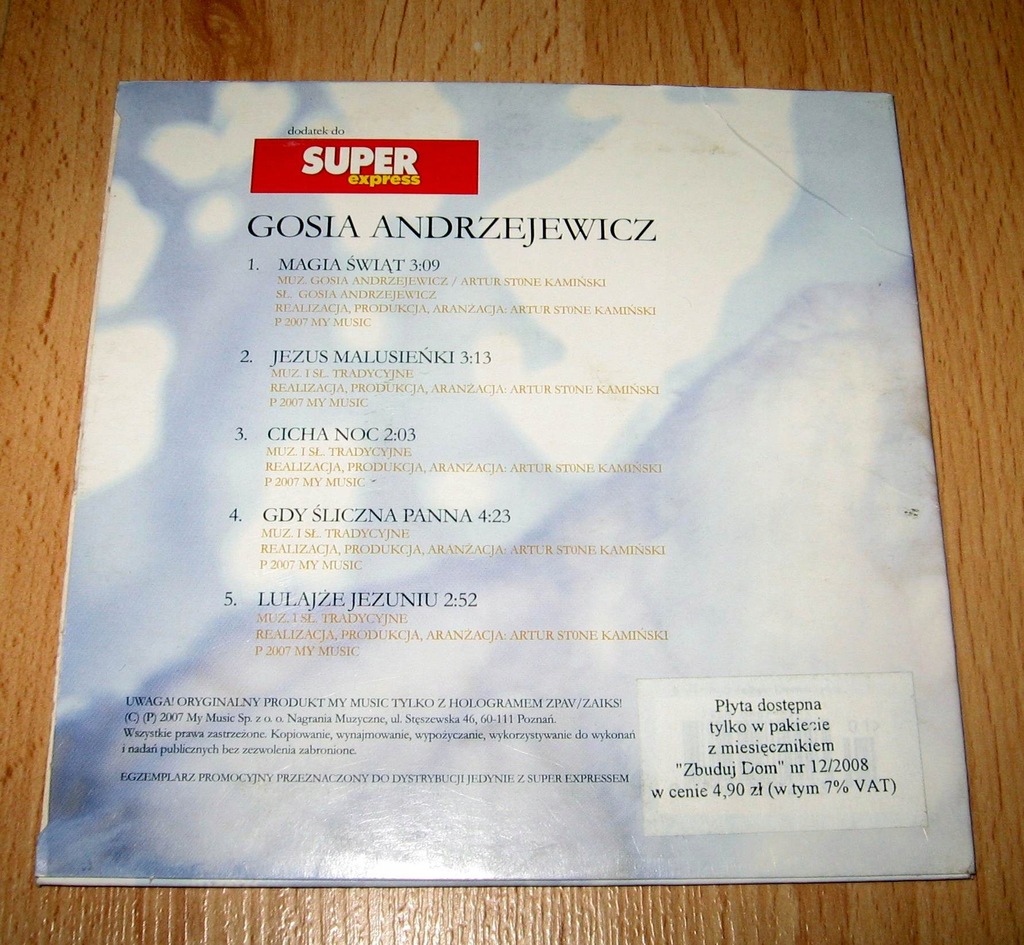 dodatek do
SUPER
express
GOSIA ANDRZEJEWICZ
1. MAGIA ŚWIĄT 3:09
MUZ. GOSIA ANDRZEJEWICZ / ARTUR ST0NE KAMIŃSKI
SŁ. GOSIA ANDRZEJEWICZ
REALIZACJA, PRODUKCJA, ARANŻACJA: ARTUR ST0NE KAMIŃSKI
P 2007 MY MUSIC
2. JEZUS MALUSIEŃKI 3:13
MUZ. I SŁ. TRADYCYJNE
REALIZACJA, PRODUKCJA, ARANŻACJA: ARTUR ST0NE KAMIŃSKI
P 2007 MY MUSIC
3. CICHA NOC 2:03
MUZ. I SŁ. TRADYCYJNE
REALIZACJA, PRODUKCJA, ARANŻACJA: ARTUR ST0NE KAMIŃSKI
P 2007 MY MUSIC
4. GDY ŚLICZNA PANNA 4:23
MUZ. I SŁ. TRADYCYJNE
REALIZACJA, PRODUKCJA, ARANŻACJA: ARTUR ST0NE KAMIŃSKI
P 2007 MY MUSIC
5. LULAJŻE JEZUNIU 2:52
MUZ. I SŁ. TRADYCYJNE
REALIZACJA, PRODUKCJA, ARANŻACJA: ARTUR ST0NE KAMIŃSKI
P 2007 MY MUSIC
UWAGA! ORYGINALNY PRODUKT MY MUSIC TYLKO Z HOLOGRAMEM ZPAV/ZAIKS!
(C) (P) 2007 My Music Sp. z o. o. Nagrania Muzyczne, ul. Stęszewska 46, 60-111 Poznań.
Wszystkie prawa zastrzeżone. Kopiowanie, wynajmowanie, wypożyczanie, wykorzystywanie do wykonań
i nadań publicznych bez zezwolenia zabronione.
EGZEMPLARZ PROMOCYJNY PRZEZNACZONY DO DYSTRYBUCJI JEDYNIE Z SUPER EXPRESSEM
Płyta dostępna
tylko w pakiecie
z miesięcznikiem
"Zbuduj Dom" nr 12/2008
w cenie 4,90 zł (w tym 7% VAT)